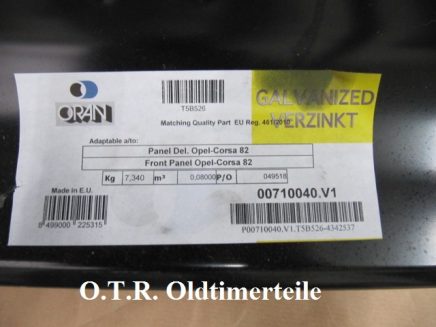 ORAN
T5B526
GALVANIZED
VERZINKT
Matching Quality Part EU Reg. 461/2010
Adaptable a/to:
Panel Del. Opel-Corsa 82
Front Panel Opel-Corsa 82
Kg 7,340 m³ 0,08000 P/O 049518
Made in E.U.
00710040.V1
8 499000 225315
P00710040.V1.T5B526-4342537
O.T.R. Oldtimerteile